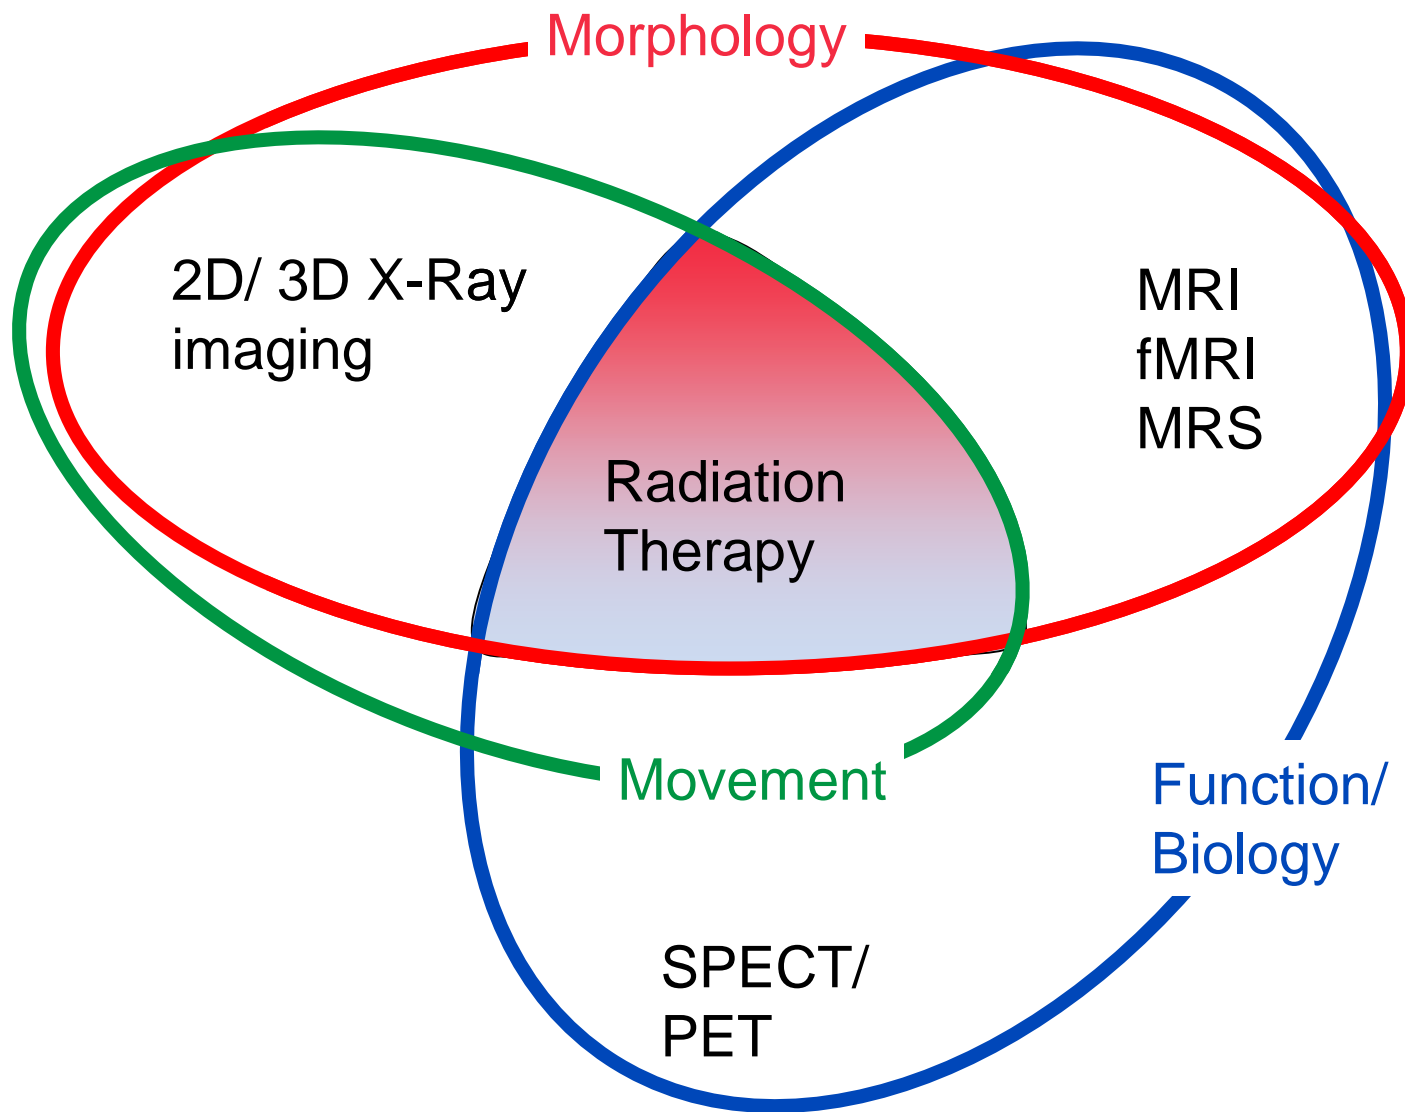 Morphology
2D/ 3D X-Ray
imaging
MRI
fMRI
MRS
Radiation
Therapy
Movement
Function/
Biology
SPECT/
PET